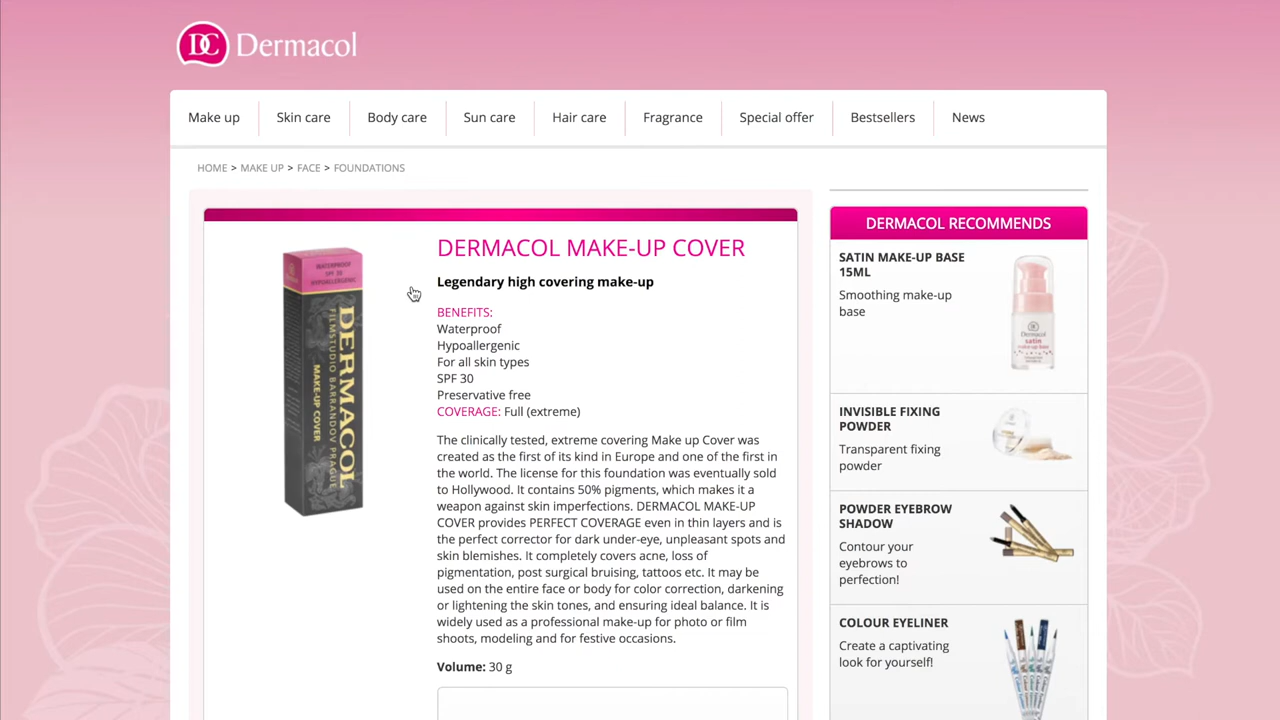 DC Dermacol
Make up
Skin care
Body care
Sun care
Hair care
Fragrance
Special offer
Bestsellers
News
HOME > MAKE UP > FACE > FOUNDATIONS
WATERPROOF
SPF 30
HYPOALLERGENIC
DERMACOL
FILMSTUDIO BARRANDOV PRAGUE
MAKE-UP COVER
DERMACOL MAKE-UP COVER
Legendary high covering make-up
BENEFITS:
Waterproof
Hypoallergenic
For all skin types
SPF 30
Preservative free
COVERAGE: Full (extreme)
The clinically tested, extreme covering Make up Cover was
created as the first of its kind in Europe and one of the first in
the world. The license for this foundation was eventually sold
to Hollywood. It contains 50% pigments, which makes it a
weapon against skin imperfections. DERMACOL MAKE-UP
COVER provides PERFECT COVERAGE even in thin layers and is
the perfect corrector for dark under-eye, unpleasant spots and
skin blemishes. It completely covers acne, loss of
pigmentation, post surgical bruising, tattoos etc. It may be
used on the entire face or body for color correction, darkening
or lightening the skin tones, and ensuring ideal balance. It is
widely used as a professional make-up for photo or film
shoots, modeling and for festive occasions.
Volume: 30 g
DERMACOL RECOMMENDS
SATIN MAKE-UP BASE
15ML
Smoothing make-up
base
Dermacol
satin
make-up base
INVISIBLE FIXING
POWDER
Transparent fixing
powder
POWDER EYEBROW
SHADOW
Contour your
eyebrows to
perfection!
COLOUR EYELINER
Create a captivating
look for yourself!